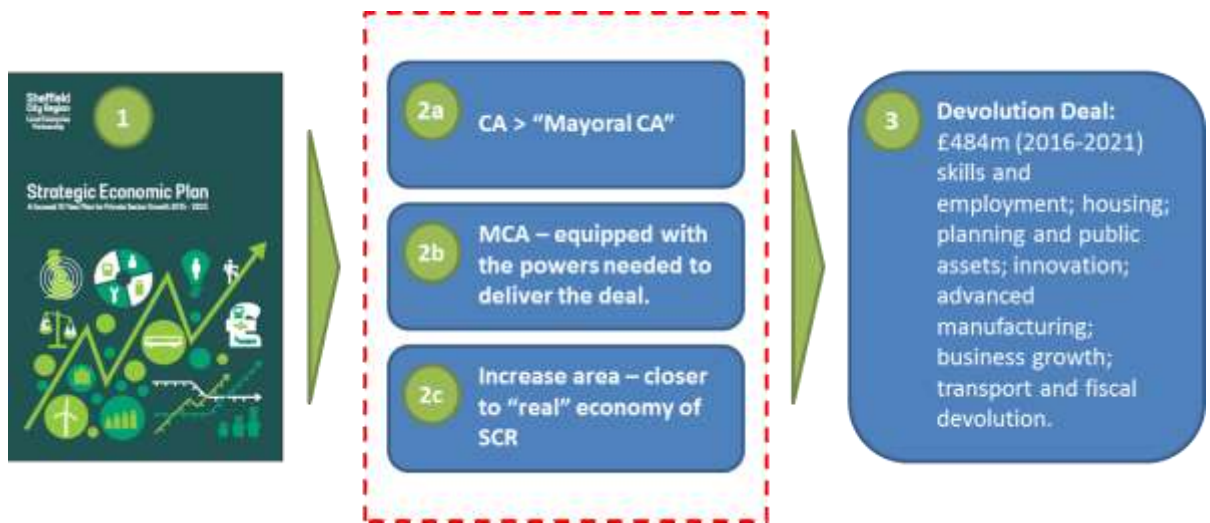 Sheffield
City Region
Local Enterprise
Partnership
1
Strategic Economic Plan
2a
CA > “Mayoral CA”
2b
MCA – equipped with
the powers needed to
deliver the deal.
2c
Increase area – closer
to “real” economy of
SCR
3
Devolution Deal:
£484m (2016-2021)
skills and
employment; housing;
planning and public
assets; innovation;
advanced
manufacturing;
business growth;
transport and fiscal
devolution.